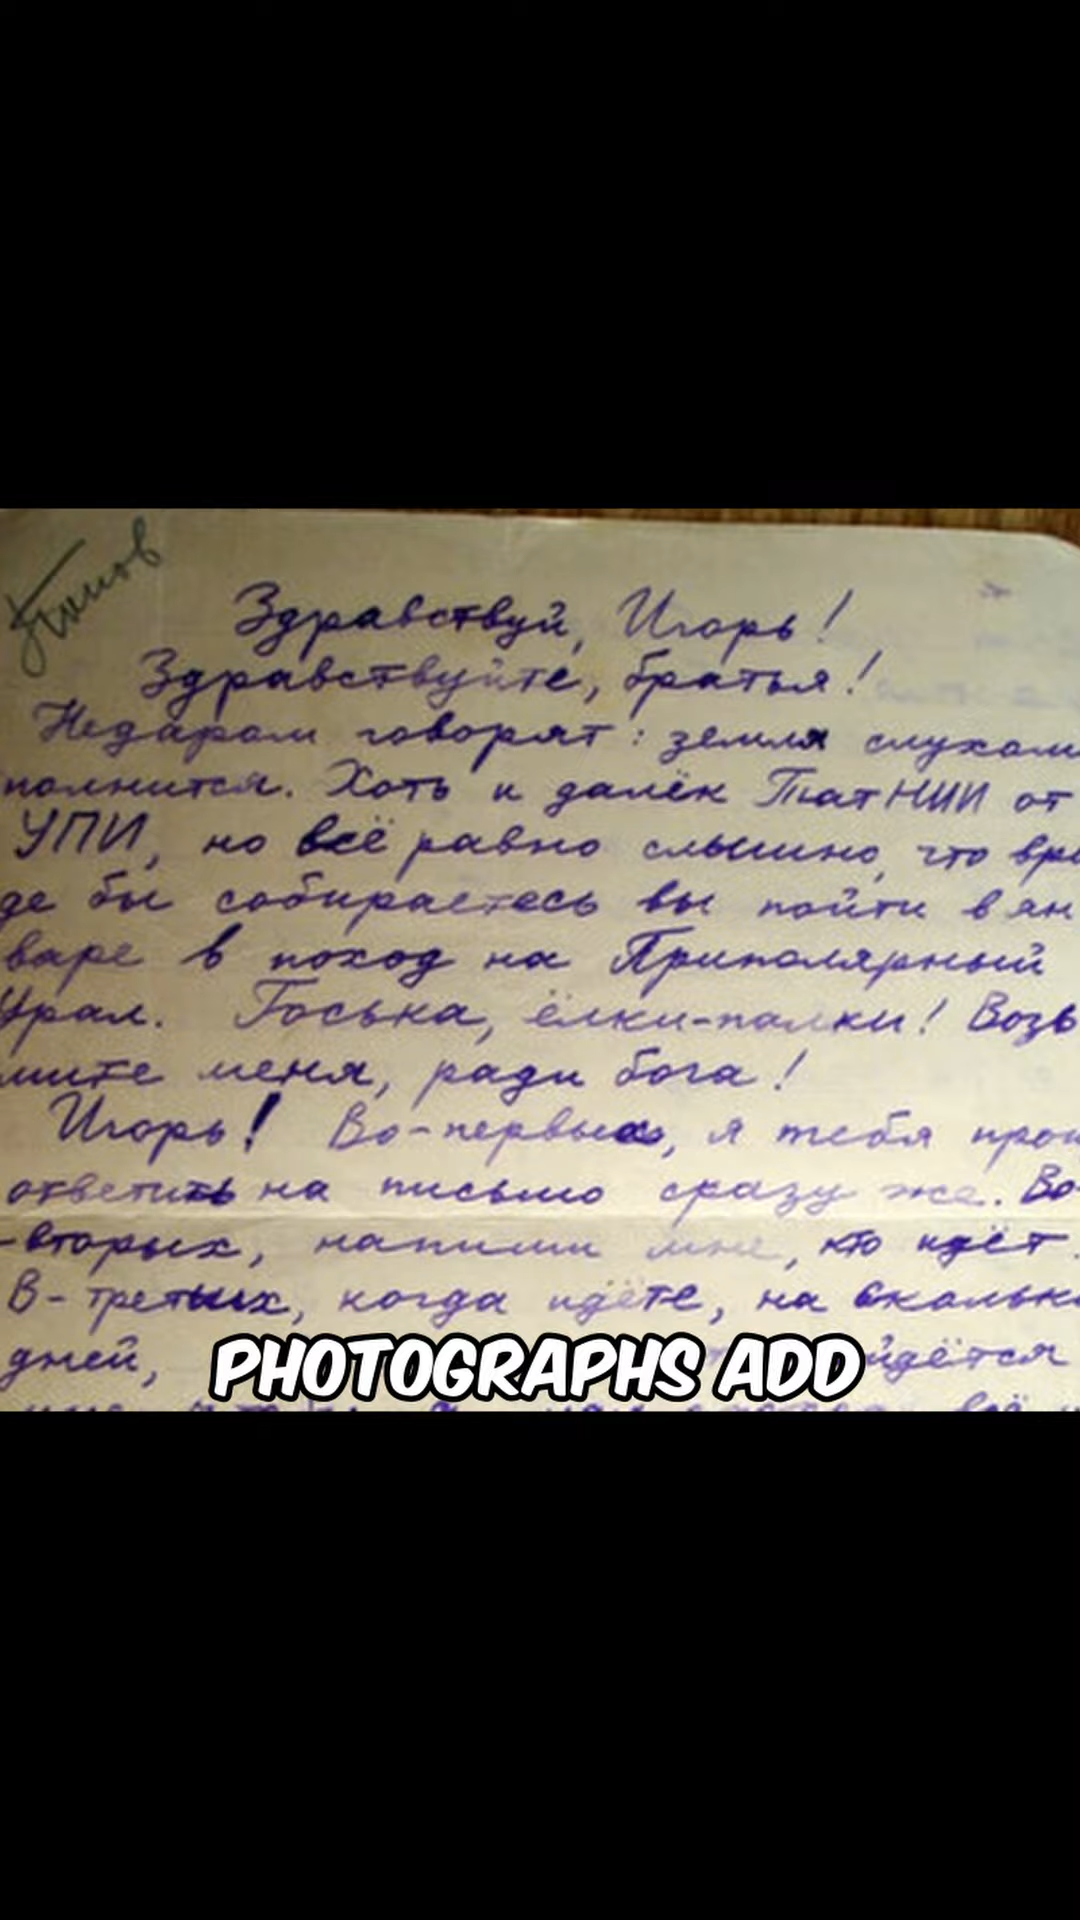 Здравствуй, Игорь!
Здравствуйте, братья!
Недаром говорят: земля слухом
полнится. Хоть и далёк ТатНИИ от
УПИ, но всё равно слышно, что вро
де бы собираетесь вы пойти в ян
варе в поход на Приполярный
Урал. Госька, ёлки-палки! Возь
мите меня, ради бога!
Игорь! Во-первых, я тебя прош
ответить на письмо сразу же. Во-
-вторых, напиши мне, кто идёт.
В-третьих, когда идёте, на сколько
дней,
PHOTOGRAPHS ADD